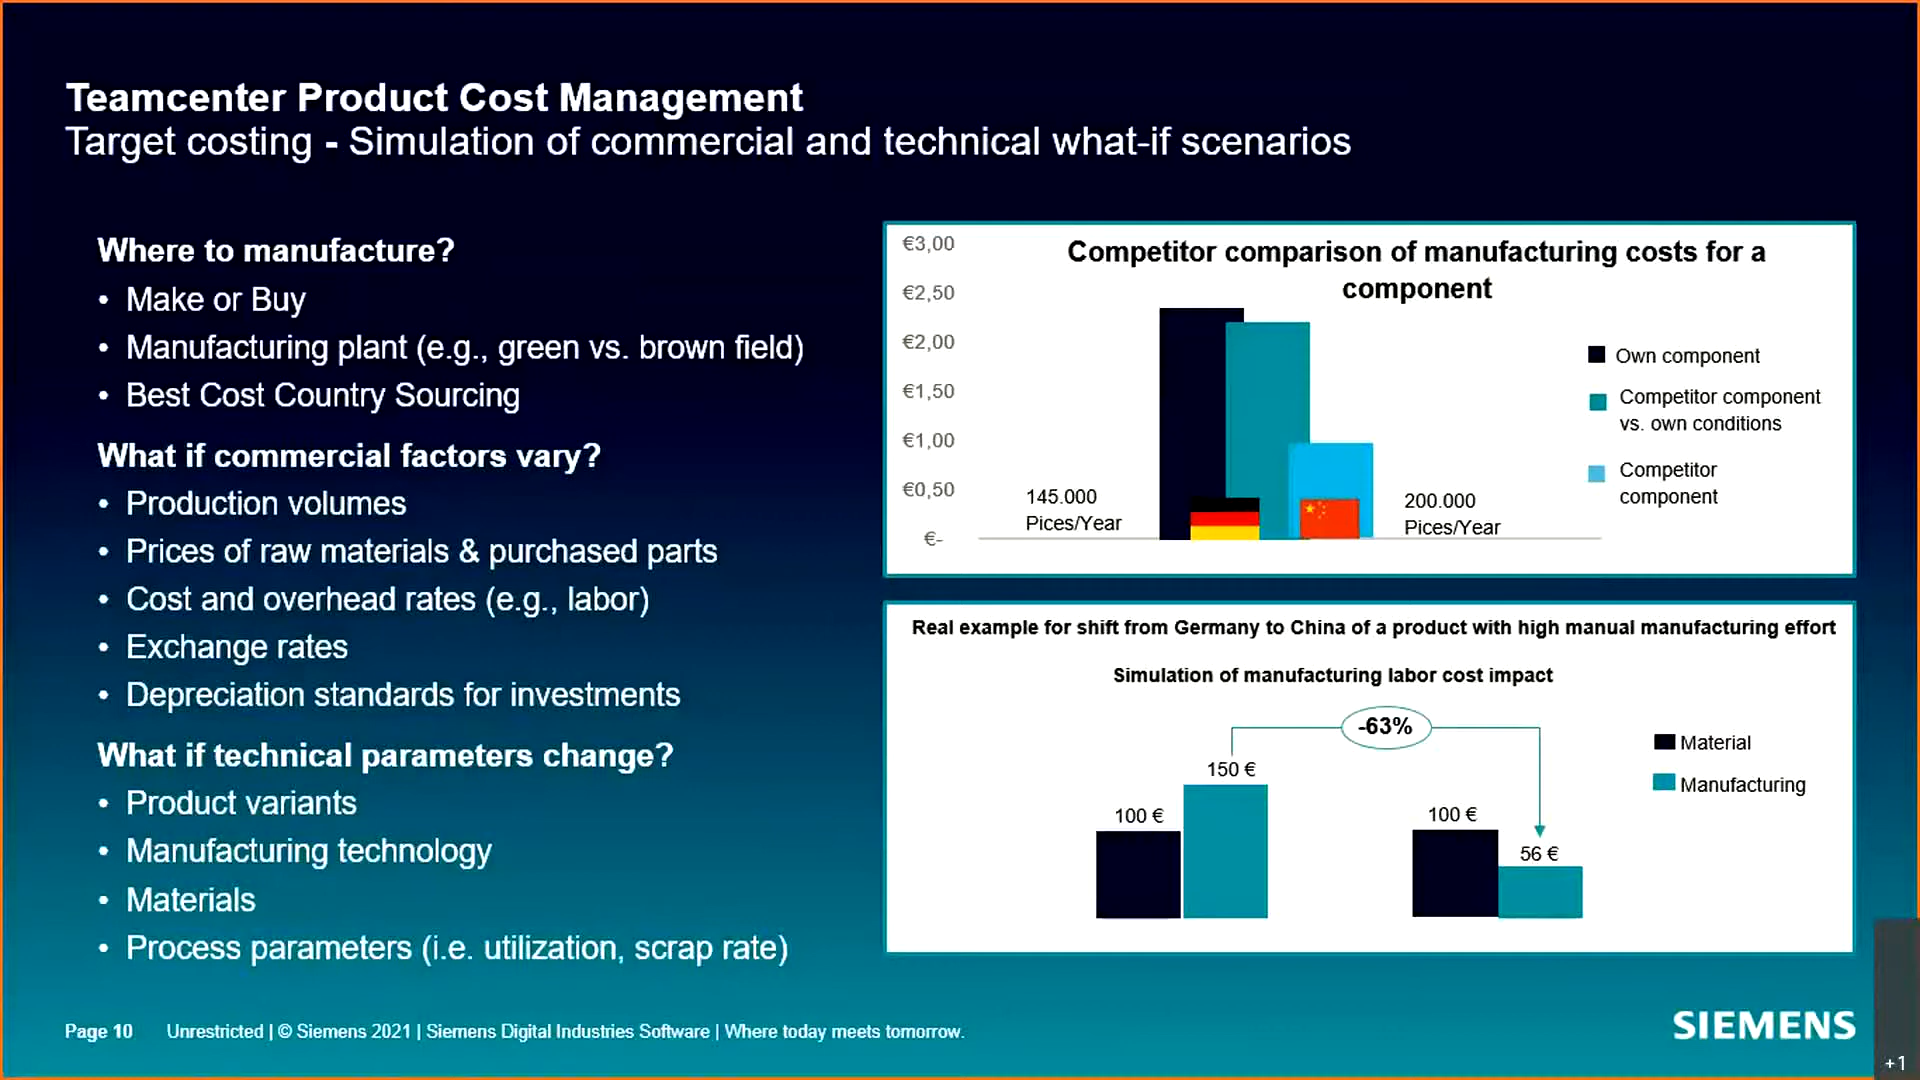 Teamcenter Product Cost Management
Target costing - Simulation of commercial and technical what-if scenarios
Where to manufacture?
• Make or Buy
• Manufacturing plant (e.g., green vs. brown field)
• Best Cost Country Sourcing
What if commercial factors vary?
• Production volumes
• Prices of raw materials & purchased parts
• Cost and overhead rates (e.g., labor)
• Exchange rates
• Depreciation standards for investments
What if technical parameters change?
• Product variants
• Manufacturing technology
• Materials
• Process parameters (i.e. utilization, scrap rate)
Competitor comparison of manufacturing costs for a
component
€3,00
€2,50
€2,00
€1,50
€1,00
€0,50
€-
145.000
Pices/Year
200.000
Pices/Year
Own component
Competitor component
vs. own conditions
Competitor
component
Real example for shift from Germany to China of a product with high manual manufacturing effort
Simulation of manufacturing labor cost impact
-63%
150 €
100 €
100 €
56 €
Material
Manufacturing
Page 10 Unrestricted | © Siemens 2021 | Siemens Digital Industries Software | Where today meets tomorrow.
SIEMENS
+1